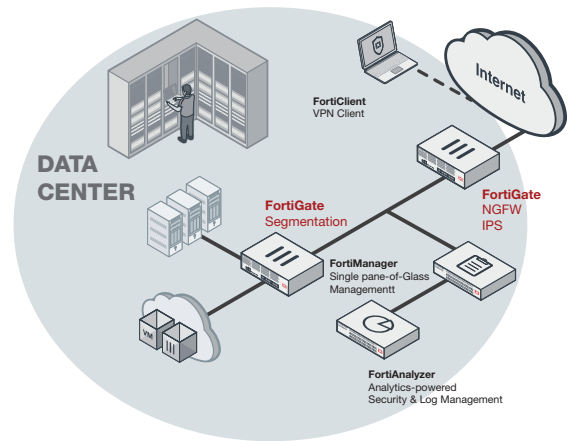 Internet
FortiClient
VPN Client
DATA
CENTER
FortiGate
NGFW
IPS
FortiGate
Segmentation
FortiManager
Single pane-of-Glass
Managementt
VM
FortiAnalyzer
Analytics-powered
Security & Log Management